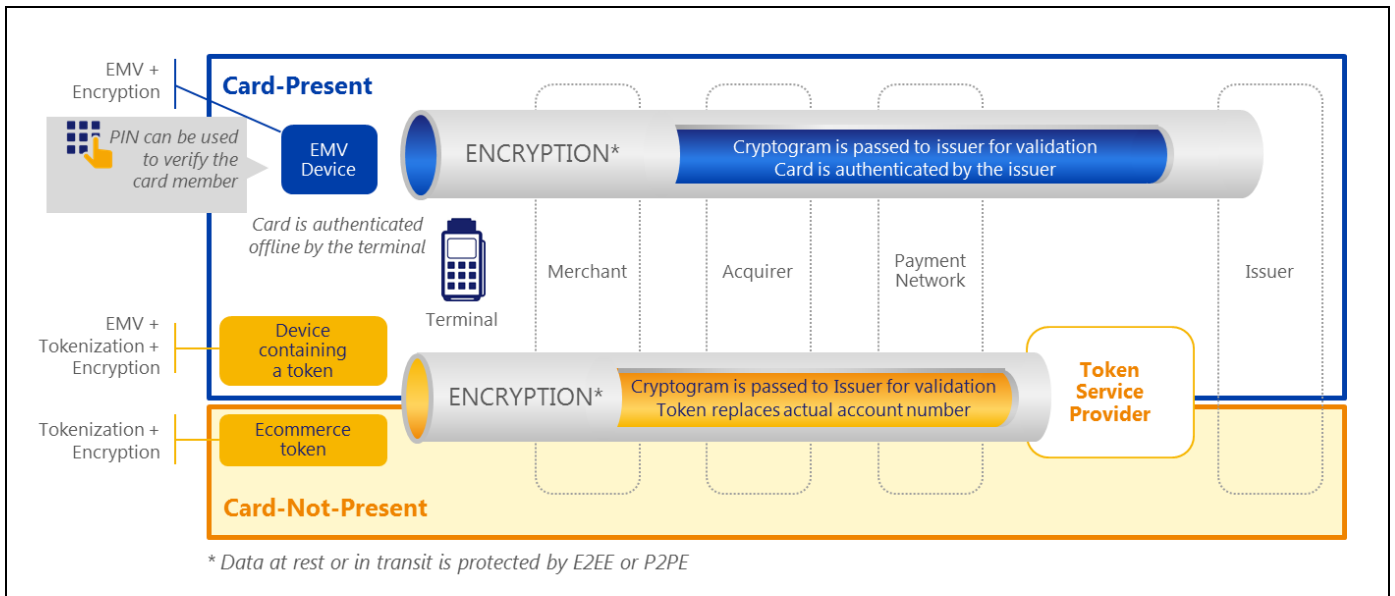 EMV +
Encryption
Card-Present
PIN can be used
to verify the
card member
EMV
Device
ENCRYPTION*
Cryptogram is passed to issuer for validation
Card is authenticated by the issuer
Card is authenticated
offline by the terminal
Terminal
Merchant
Acquirer
Payment
Network
Issuer
EMV +
Tokenization +
Encryption
Device
containing
a token
ENCRYPTION*
Cryptogram is passed to Issuer for validation
Token replaces actual account number
Token
Service
Provider
Tokenization +
Encryption
Ecommerce
token
Card-Not-Present
* Data at rest or in transit is protected by E2EE or P2PE